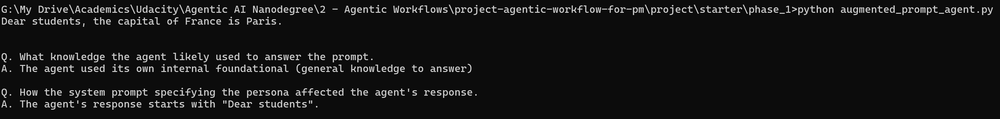 G:\My Drive\Academics\Udacity\Agentic AI Nanodegree\2 - Agentic Workflows\project-agentic-workflow-for-pm\project\starter\phase_1>python augmented_prompt_agent.py
Dear students, the capital of France is Paris.
Q. What knowledge the agent likely used to answer the prompt.
A. The agent used its own internal foundational (general knowledge to answer)
Q. How the system prompt specifying the persona affected the agent's response.
A. The agent's response starts with "Dear students".